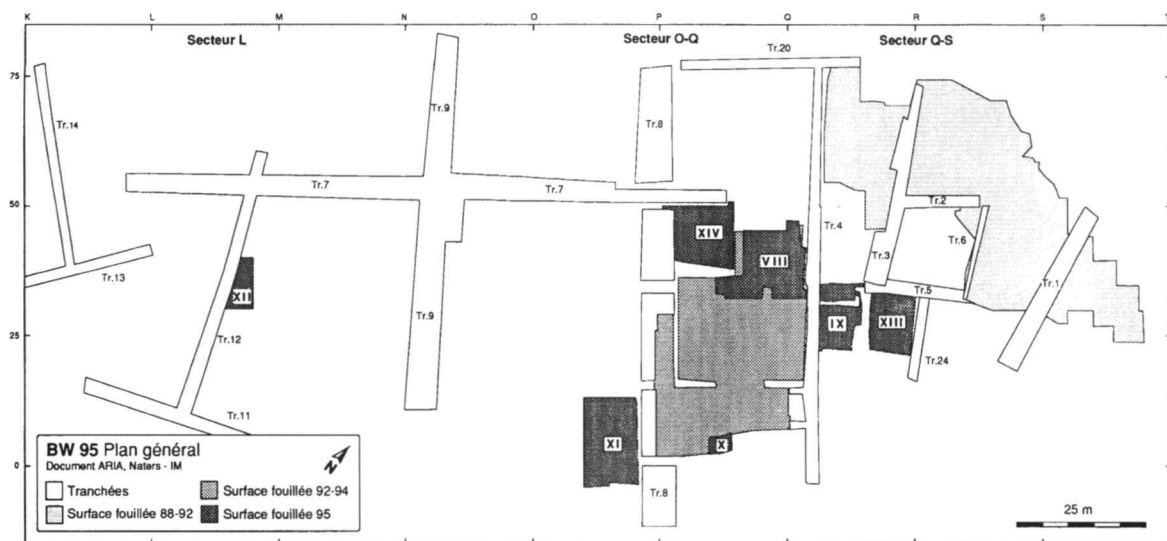 K L M N O P Q R S T
Secteur L
Secteur O-Q
Secteur Q-S
Tr.20
75
Tr.14
Tr.9
Tr.8
Tr.7
Tr.7
Tr.2
50
Tr.4
XIV
Tr.6
Tr.3
VIII
Tr.13
Tr.1
Tr.5
XII
IX
XIII
25
Tr.12
Tr.9
Tr.24
Tr.11
XI
X
0
Tr.8
BW 95 Plan général
Document ARIA, Naters - IM
N
Tranchées
Surface fouillée 92-94
Surface fouillée 88-92
Surface fouillée 95
25 m
K L M N O P Q R S T